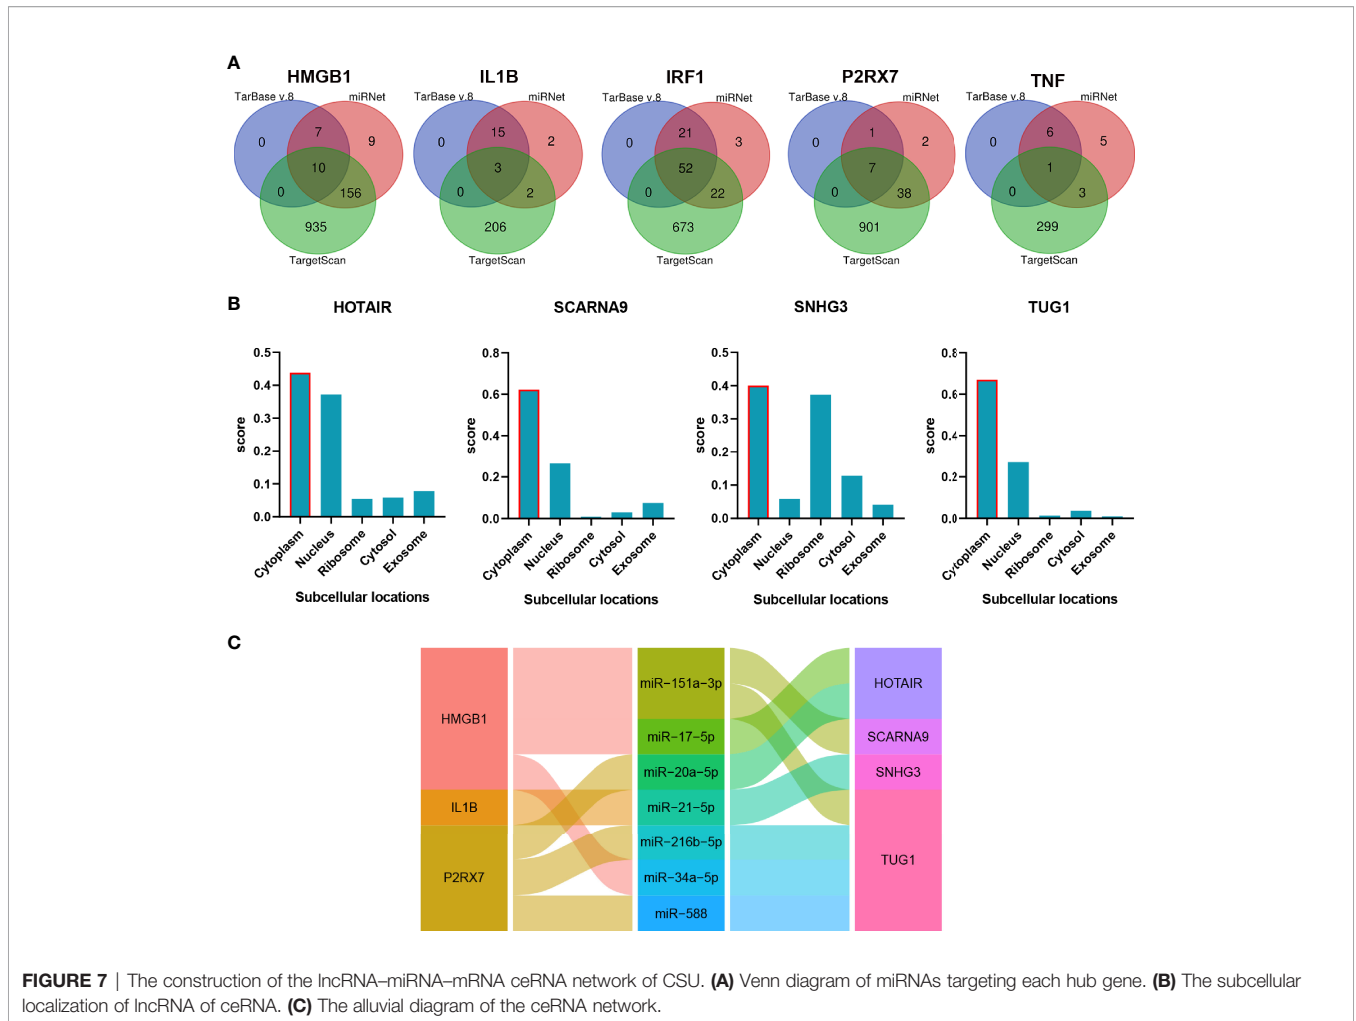 A
HMGB1 IL1B IRF1 P2RX7 TNF
TarBase v.8 miRNet TarBase v.8 miRNet TarBase v.8 miRNet TarBase v.8 miRNet TarBase v.8 miRNet
7 15 21 1 6
0 9 0 2 0 3 0 2 0 5
10 3 52 7 1
0 156 0 2 0 22 0 38 0 3
935 206 673 901 299
TargetScan TargetScan TargetScan TargetScan TargetScan
B
HOTAIR
0.5
0.4
0.3
0.2
0.1
0.0
score
Cytoplasm
Nucleus
Ribosome
Cytosol
Exosome
Subcellular locations
SCARNA9
0.8
0.6
0.4
0.2
0.0
score
Cytoplasm
Nucleus
Ribosome
Cytosol
Exosome
Subcellular locations
SNHG3
0.5
0.4
0.3
0.2
0.1
0.0
score
Cytoplasm
Nucleus
Ribosome
Cytosol
Exosome
Subcellular locations
TUG1
0.8
0.6
0.4
0.2
0.0
score
Cytoplasm
Nucleus
Ribosome
Cytosol
Exosome
Subcellular locations
C
HMGB1
IL1B
P2RX7
miR−151a−3p
miR−17−5p
miR−20a−5p
miR−21−5p
miR−216b−5p
miR−34a−5p
miR−588
HOTAIR
SCARNA9
SNHG3
TUG1
FIGURE 7 | The construction of the lncRNA–miRNA–mRNA ceRNA network of CSU. (A) Venn diagram of miRNAs targeting each hub gene. (B) The subcellular
localization of lncRNA of ceRNA. (C) The alluvial diagram of the ceRNA network.